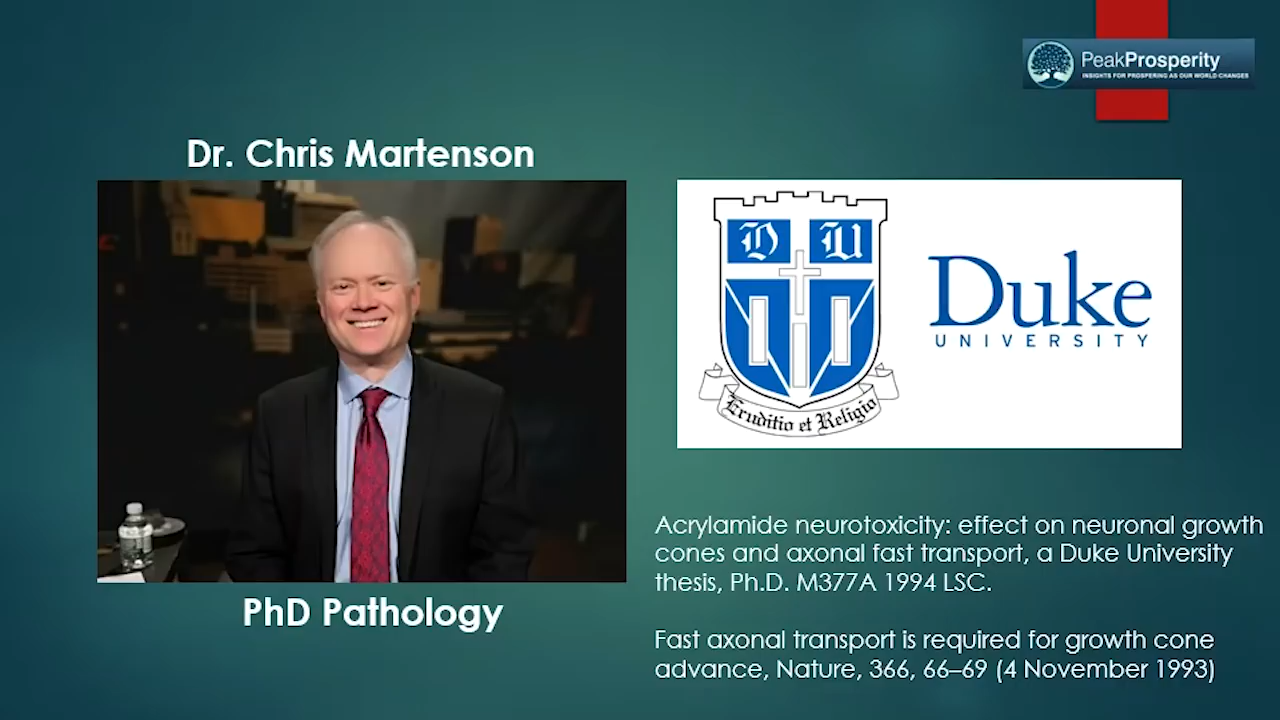 PeakProsperity
INSIGHTS FOR PROSPERING AS OUR WORLD CHANGES
Dr. Chris Martenson
D U
Duke
UNIVERSITY
Eruditio et Religio
PhD Pathology
Acrylamide neurotoxicity: effect on neuronal growth
cones and axonal fast transport, a Duke University
thesis, Ph.D. M377A 1994 LSC.
Fast axonal transport is required for growth cone
advance, Nature, 366, 66–69 (4 November 1993)